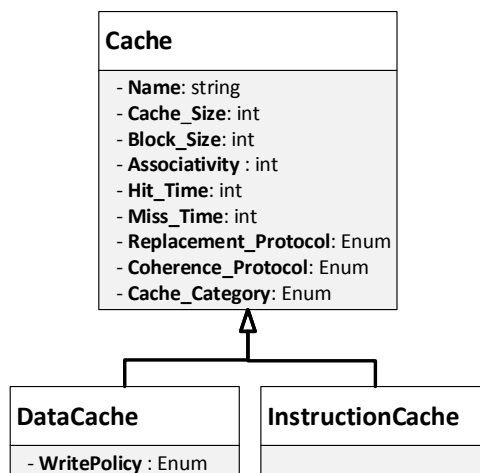 Cache
- Name: string
- Cache_Size: int
- Block_Size: int
- Associativity : int
- Hit_Time: int
- Miss_Time: int
- Replacement_Protocol: Enum
- Coherence_Protocol: Enum
- Cache_Category: Enum
DataCache
- WritePolicy : Enum
InstructionCache